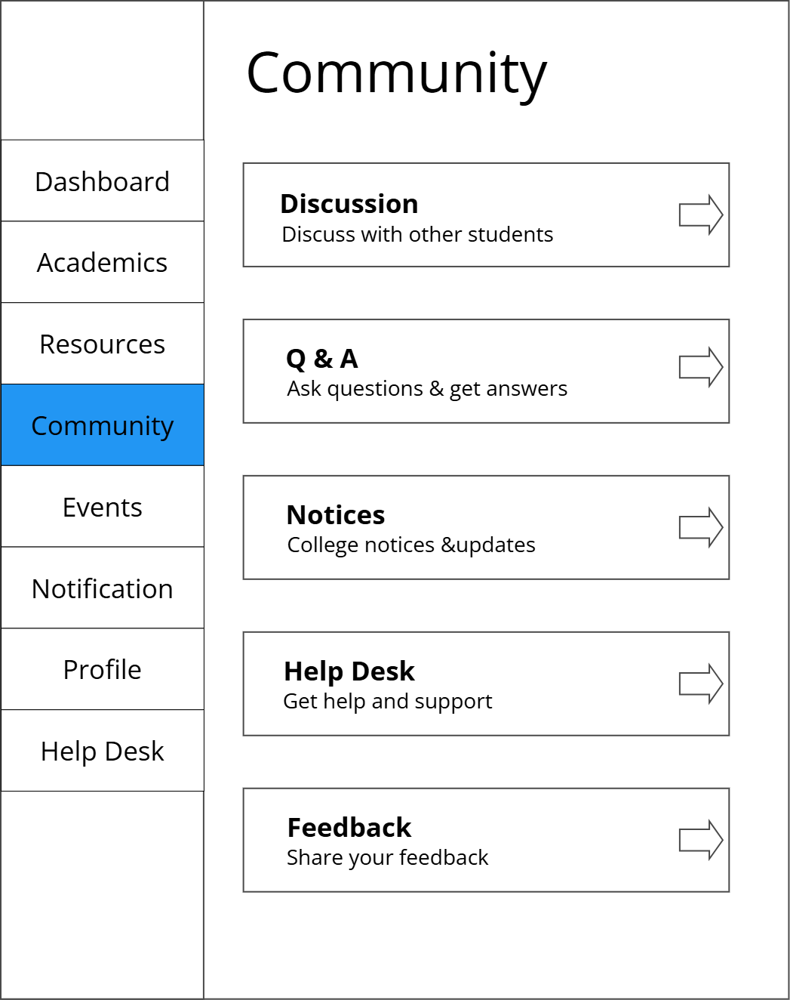 Community
Dashboard
Academics
Resources
Community
Events
Notification
Profile
Help Desk
Discussion
Discuss with other students
Q & A
Ask questions & get answers
Notices
College notices &updates
Help Desk
Get help and support
Feedback
Share your feedback